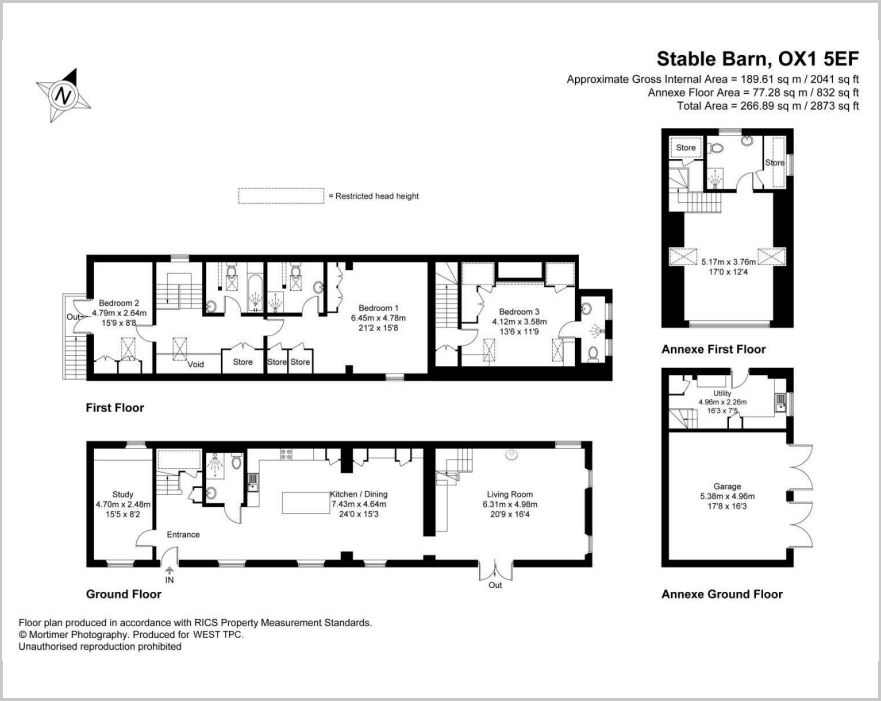 Stable Barn, OX1 5EF
Approximate Gross Internal Area = 189.61 sq m / 2041 sq ft
Annexe Floor Area = 77.28 sq m / 832 sq ft
Total Area = 266.89 sq m / 2873 sq ft
N
= Restricted head height
Store
Store
5.17m x 3.76m
17'0 x 12'4
Annexe First Floor
Out
Bedroom 2
4.79m x 2.64m
15'9 x 8'8
Void
Store
Store
Store
Bedroom 1
6.45m x 4.78m
21'2 x 15'8
Bedroom 3
4.12m x 3.58m
13'6 x 11'9
First Floor
Utility
4.96m x 2.26m
16'3 x 7'5
Garage
5.38m x 4.96m
17'8 x 16'3
Annexe Ground Floor
Study
4.70m x 2.48m
15'5 x 8'2
Entrance
IN
Kitchen / Dining
7.43m x 4.64m
24'0 x 15'3
Living Room
6.31m x 4.98m
20'9 x 16'4
Out
Ground Floor
Floor plan produced in accordance with RICS Property Measurement Standards.
© Mortimer Photography. Produced for WEST TPC.
Unauthorised reproduction prohibited